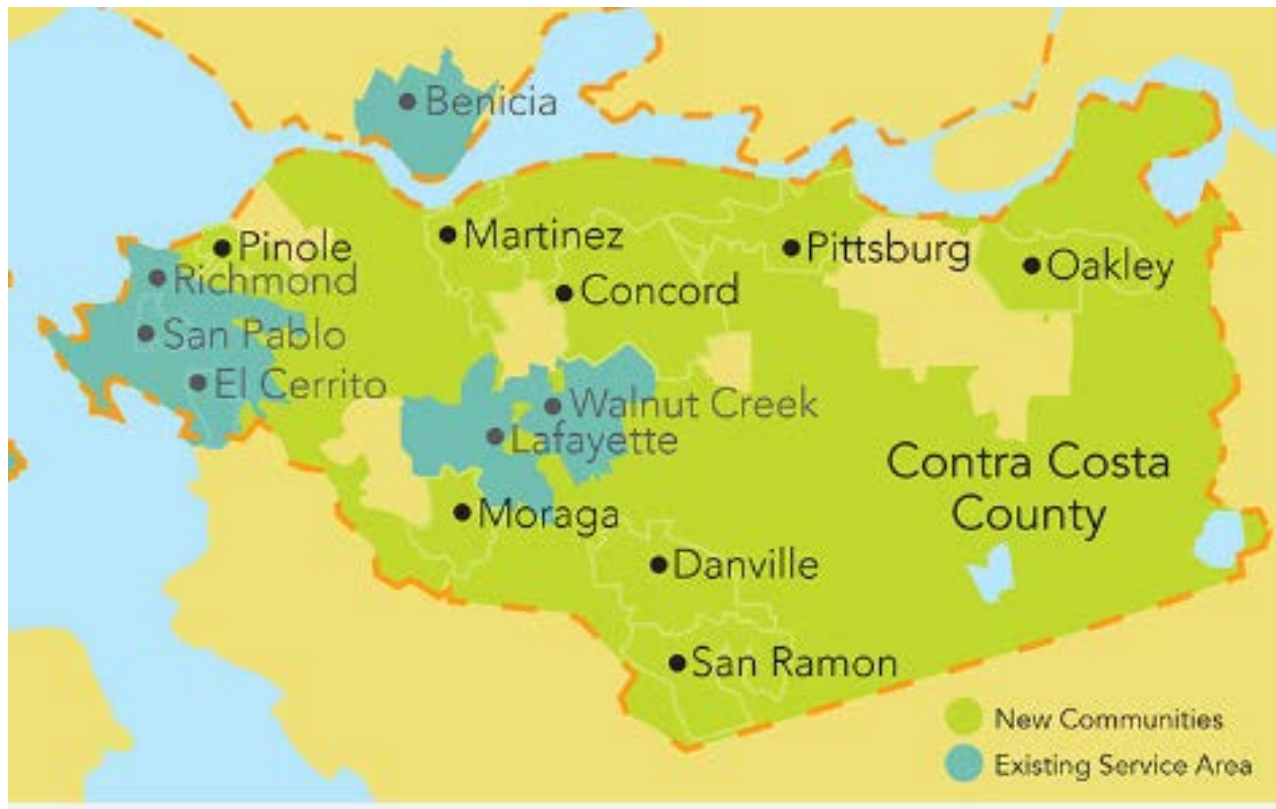 Benicia
Martinez
Pinole
Pittsburg
Oakley
Richmond
Concord
San Pablo
El Cerrito
Walnut Creek
Lafayette
Contra Costa
County
Moraga
Danville
San Ramon
New Communities
Existing Service Area